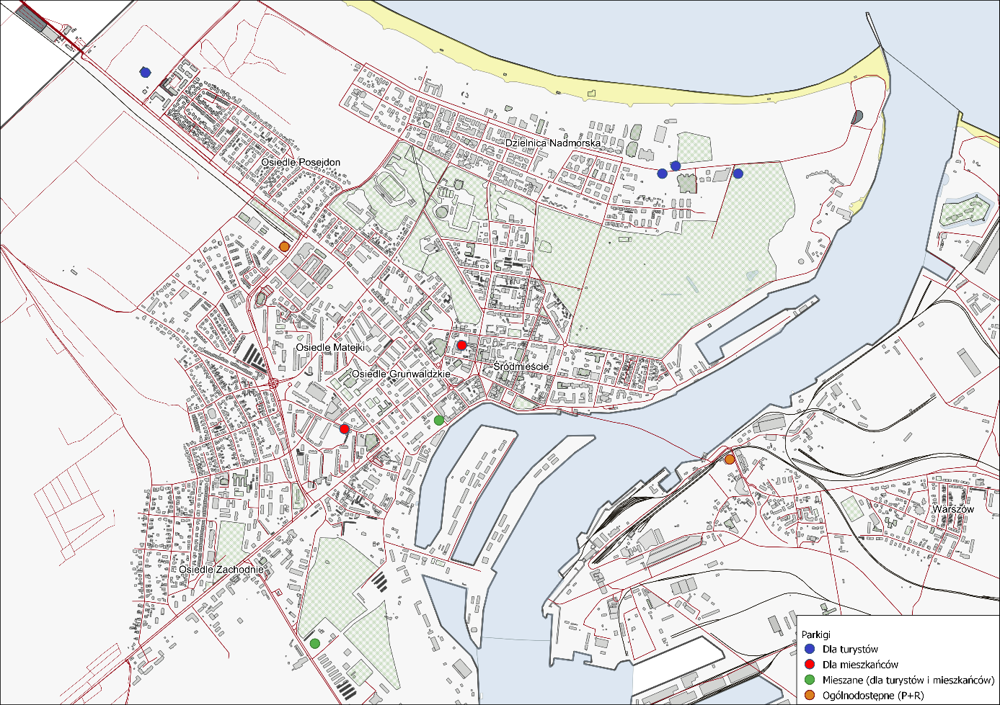 Dzielnica Nadmorska
Osiedle Posejdon
Osiedle Matejki
Śródmieście
Osiedle Grunwaldzkie
Warszów
Osiedle Zachodnie
Parkigi
Dla turystów
Dla mieszkańców
Mieszane (dla turystów i mieszkańców)
Ogólnodostępne (P+R)